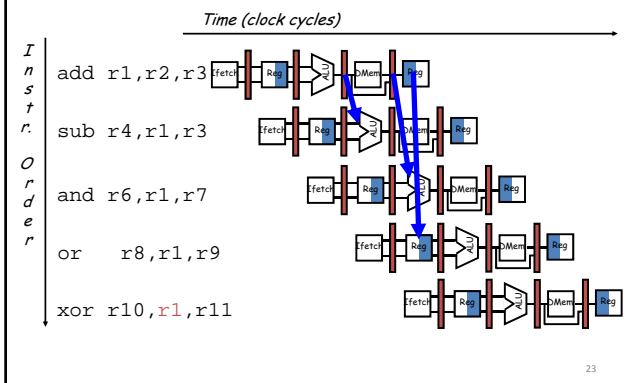 Time (clock cycles)
Instr. Order
add r1,r2,r3 Ifetch Reg ALU DMem Reg
sub r4,r1,r3 Ifetch Reg ALU DMem Reg
and r6,r1,r7 Ifetch Reg ALU DMem Reg
or r8,r1,r9 Ifetch Reg ALU DMem Reg
xor r10,r1,r11 Ifetch Reg ALU DMem Reg
23